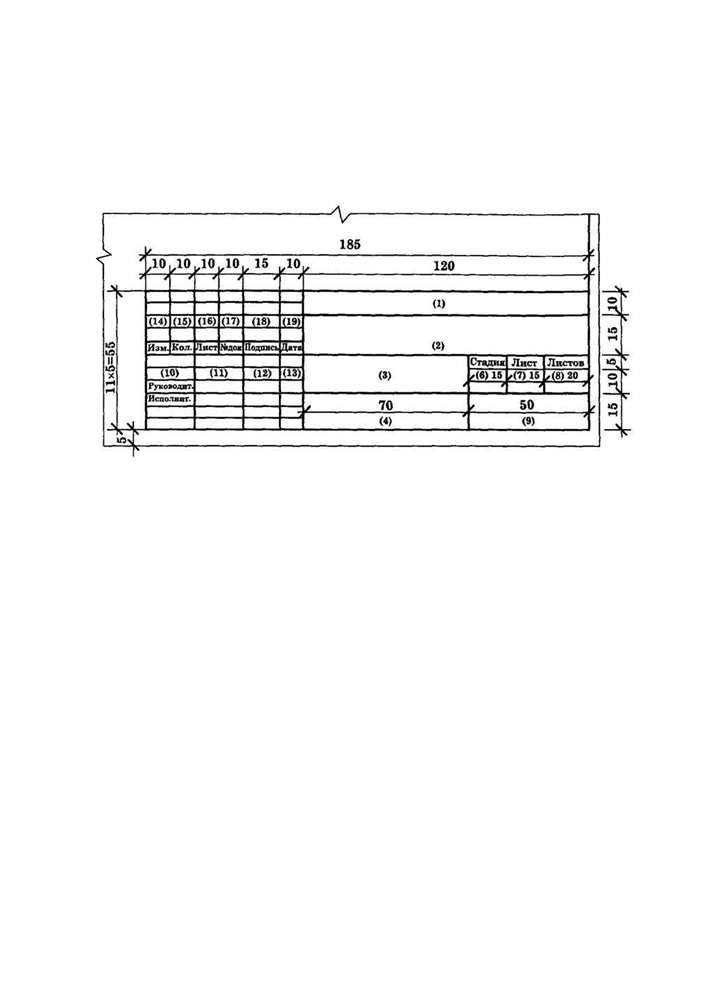 185
10 10 10 10 15 10 120
(1) 10
(14) (15) (16) (17) (18) (19) (2) 15
11×5=55
Изм. Кол. Лист №док Подпись Дата
Стадия Лист Листов 5
(10) (11) (12) (13) (3) (6) 15 (7) 15 (8) 20 10
Руководит.
Исполнит. 70 50 15
(4) (9)
5